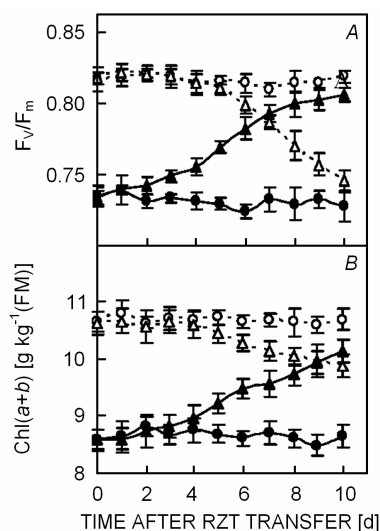 0.85
A
0.80
Fv/Fm
0.75
11
B
10
Chl(a+b) [g kg-1(FM)]
9
8
0 2 4 6 8 10
TIME AFTER RZT TRANSFER [d]